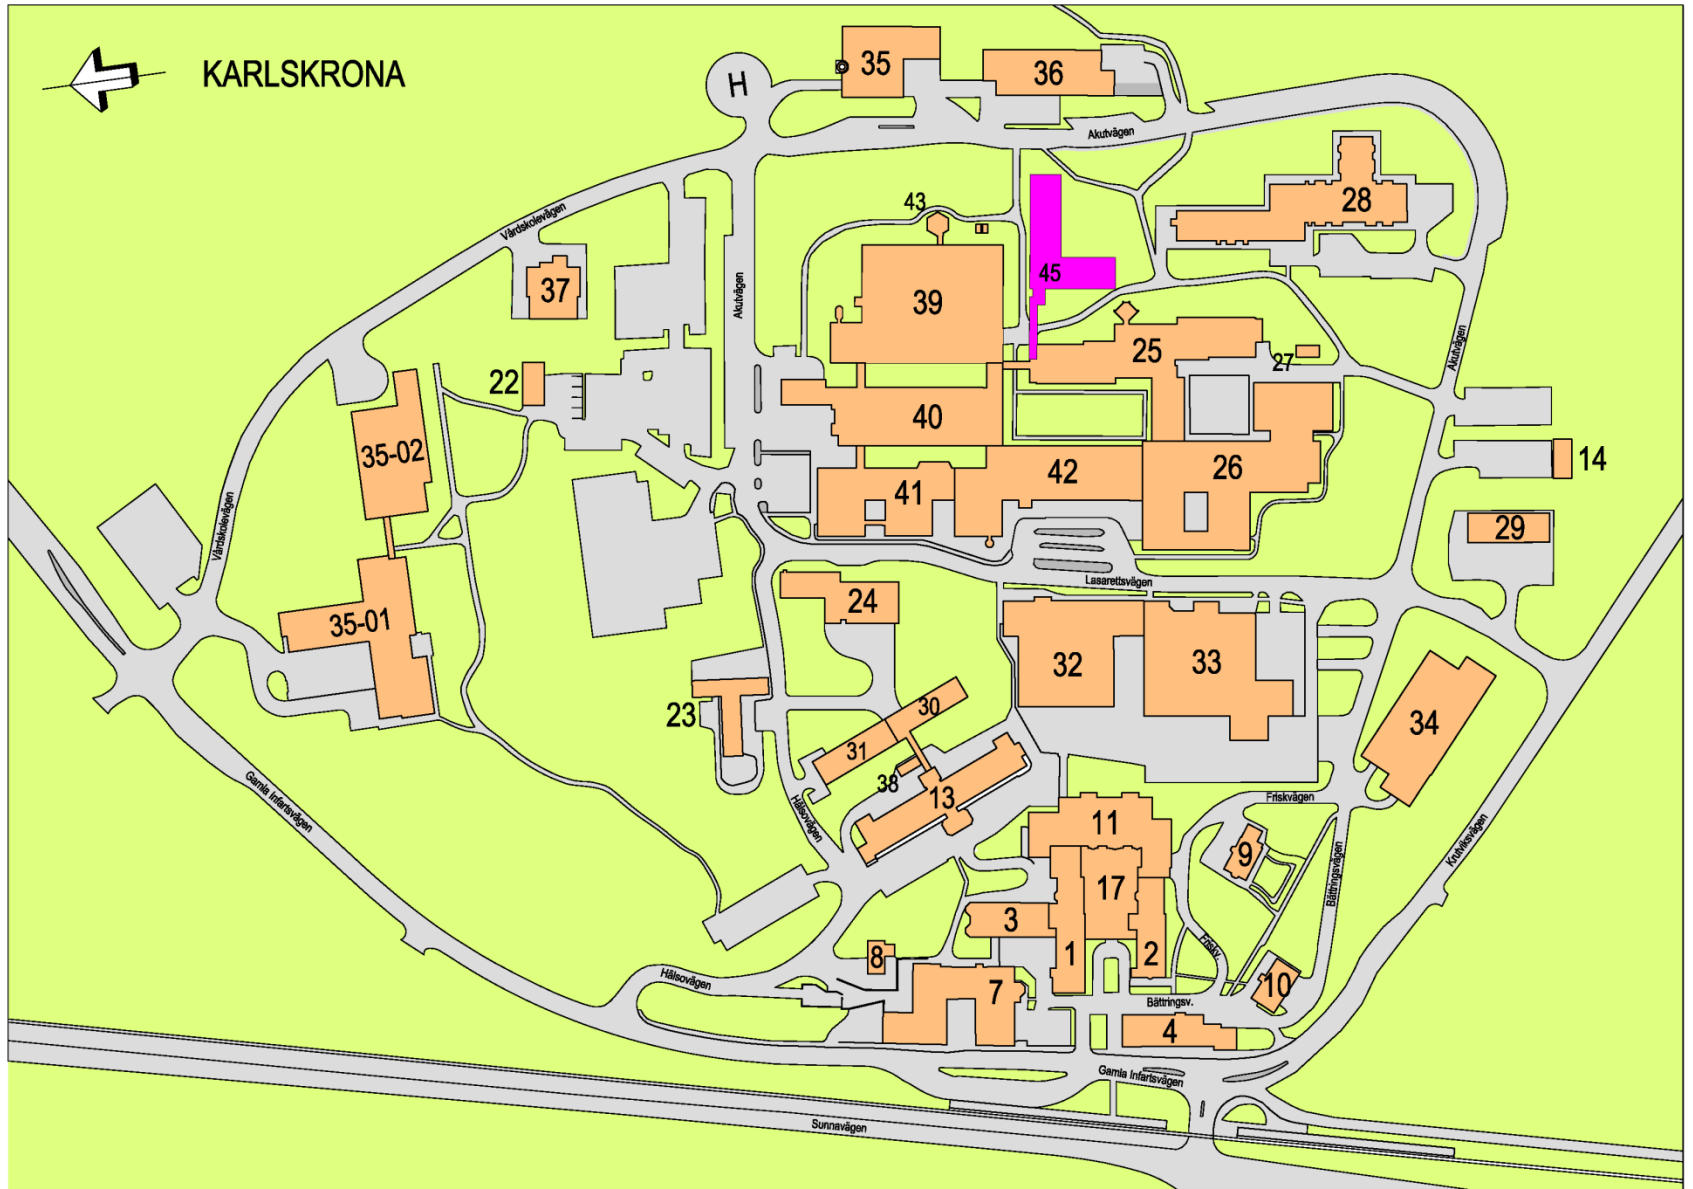 KARLSKRONA
H
35
36
Akutvägen
28
43
Vårdskolevägen
37
Akutvägen
45
39
25
27
Akutvägen
22
40
35-02
14
26
42
41
29
Vårdskolevägen
Lasarettsvägen
24
35-01
32
33
23
30
34
31
38
13
Gamla Infartsvägen
Hälsovägen
Friskvägen
11
9
Krutviksvägen
Bättringsvägen
17
3
Friskv.
8
1
2
Hälsovägen
7
10
Bättringsv.
4
Gamla Infartsvägen
Sunnavägen